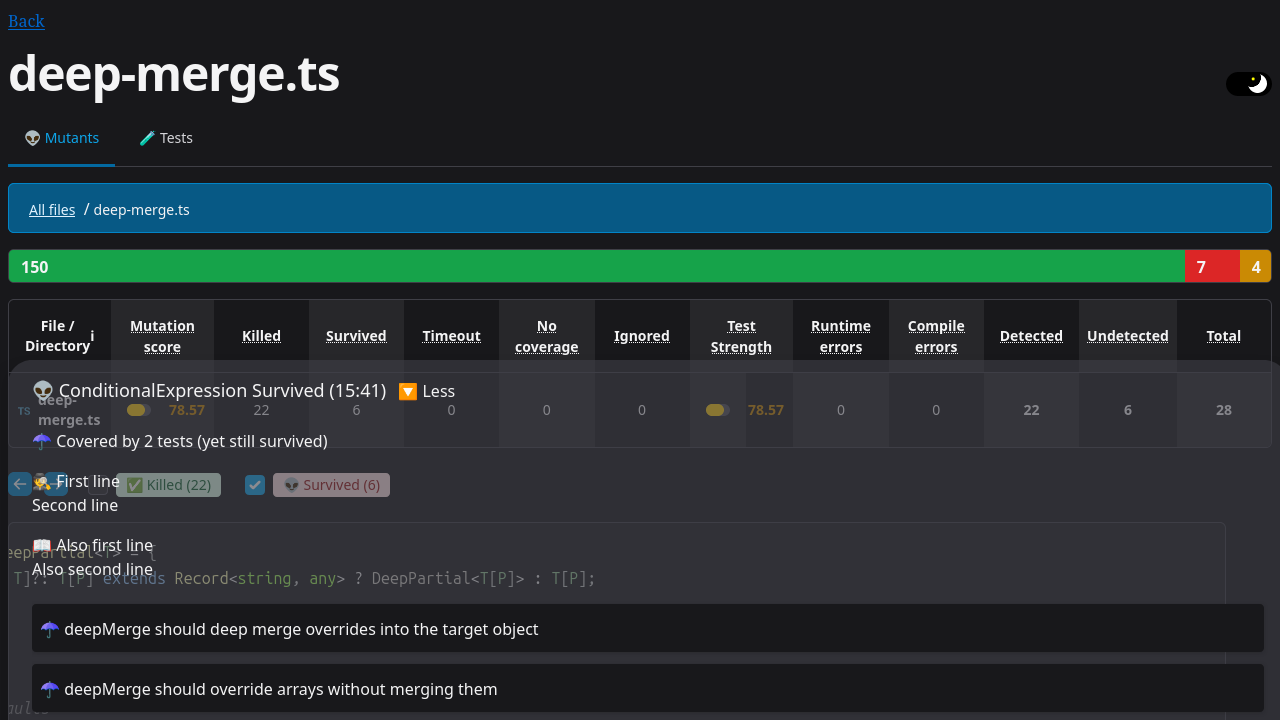 Back
deep-merge.ts
👽 Mutants
🧪 Tests
All files / deep-merge.ts
150
7
4
File / Directory
i
Mutation score
Killed
Survived
Timeout
No coverage
Ignored
Test Strength
Runtime errors
Compile errors
Detected
Undetected
Total
TS deep-merge.ts
78.57
22
6
0
0
0
78.57
0
0
22
6
28
👽 ConditionalExpression Survived (15:41) 🔽 Less
☂️ Covered by 2 tests (yet still survived)
✅ Killed (22)
👽 Survived (6)
🕵️ First line
Second line
📖 Also first line
Also second line
eepPartial<T> = {
T]?: T[P] extends Record<string, any> ? DeepPartial<T[P]> : T[P];
☂️ deepMerge should deep merge overrides into the target object
☂️ deepMerge should override arrays without merging them